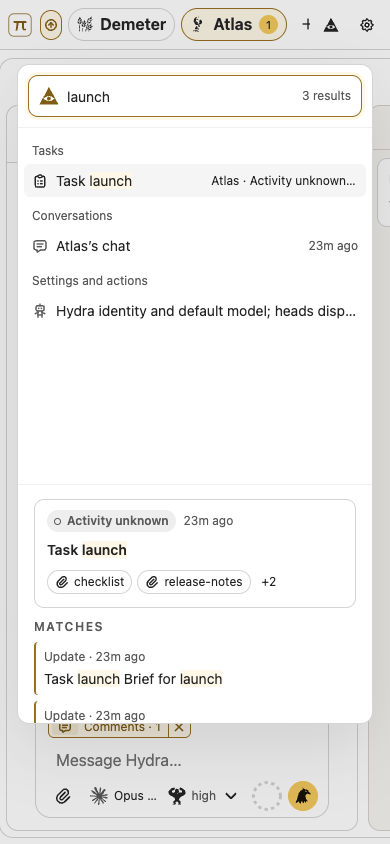 π
Demeter
Atlas 1
launch
3 results
Tasks
Task launch
Atlas · Activity unknown...
Conversations
Atlas's chat
23m ago
Settings and actions
Hydra identity and default model; heads disp...
Activity unknown
23m ago
Task launch
checklist
release-notes
+2
MATCHES
Update · 23m ago
Task launch Brief for launch
Update · 23m ago
Comments · 1
Message Hydra...
Opus ...
high